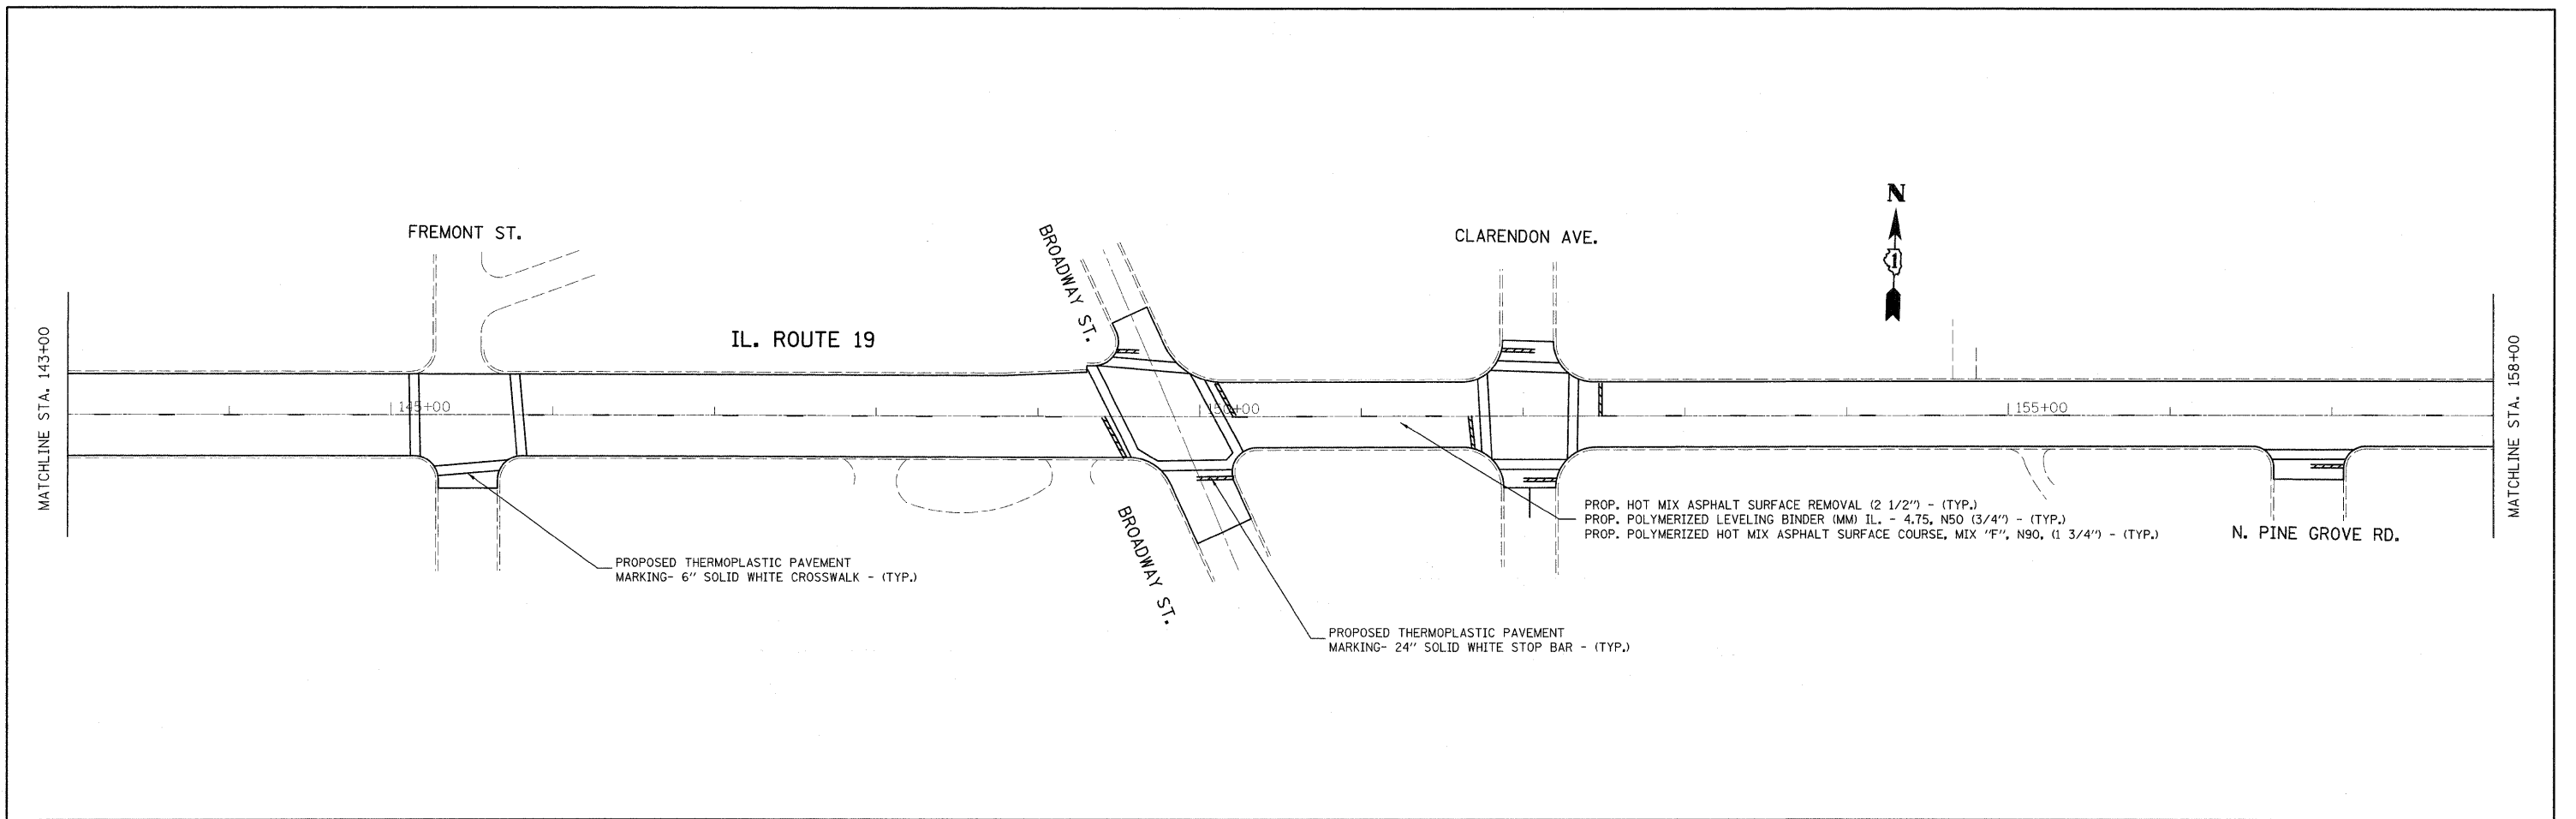 N
FREMONT ST.
BROADWAY ST.
CLARENDON AVE.
1
IL. ROUTE 19
MATCHLINE STA. 143+00
MATCHLINE STA. 158+00
145+00
150+00
155+00
PROP. HOT MIX ASPHALT SURFACE REMOVAL (2 1/2") - (TYP.)
PROP. POLYMERIZED LEVELING BINDER (MM) IL. - 4.75, N50 (3/4") - (TYP.)
PROP. POLYMERIZED HOT MIX ASPHALT SURFACE COURSE, MIX "F", N90, (1 3/4") - (TYP.)
N. PINE GROVE RD.
BROADWAY ST.
PROPOSED THERMOPLASTIC PAVEMENT
MARKING- 6" SOLID WHITE CROSSWALK - (TYP.)
PROPOSED THERMOPLASTIC PAVEMENT
MARKING- 24" SOLID WHITE STOP BAR - (TYP.)